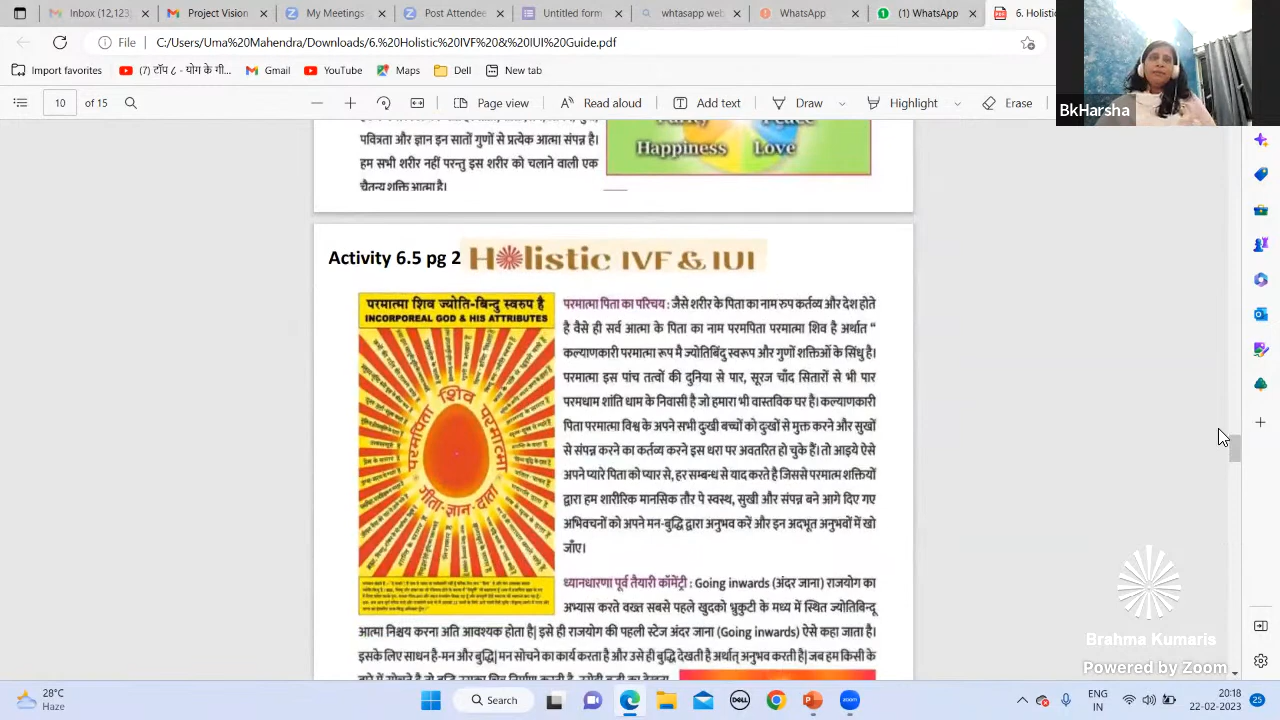 Inbox (12,123)
Project Vision
My Meetings
Post Attendee
Untitled form
whtasapp web
WhatsApp
(1) WhatsApp
6. Holisti
File C:/Users/Uma%20Mahendra/Downloads/6.%20Holistic%20IVF%20&%20IUI%20Guide.pdf
Import favorites
Gmail
YouTube
Maps
Dell
New tab
10 of 15
Page view
Read aloud
Add text
Draw
Highlight
Erase
BkHarsha
पवित्रता और ज्ञान इन सातों गुणों से प्रत्येक आत्मा संपन्न है।
हम सभी शरीर नहीं परन्तु इस शरीर को चलाने वाली एक
चैतन्य शक्ति आत्मा है।
Happiness Love
Activity 6.5 pg 2 Holistic IVF & IUI
परमात्मा शिव ज्योति-बिन्दु स्वरुप है
INCORPOREAL GOD & HIS ATTRIBUTES
परमपिता शिव परमात्मा
गीता-ज्ञान-दाता
परमात्मा पिता का परिचय : जैसे शरीर के पिता का नाम रुप कर्तव्य और देश होते
है वैसे ही सर्व आत्मा के पिता का नाम परमपिता परमात्मा शिव है अर्थात “
कल्याणकारी परमात्मा रूप मै ज्योतिबिंदु स्वरूप और गुणों शक्तिओं के सिंधु है।
परमात्मा इस पांच तत्वों की दुनिया से पार, सूरज चाँद सितारों से भी पार
परमधाम शांति धाम के निवासी है जो हमारा भी वास्तविक घर है। कल्याणकारी
पिता परमात्मा विश्व के अपने सभी दुःखी बच्चों को दुःखों से मुक्त करने और सुखों
से संपन्न करने का कर्तव्य करने इस धरा पर अवतरित हो चुके हैं। तो आइये ऐसे
अपने प्यारे पिता को प्यार से, हर सम्बन्ध से याद करते है जिससे परमात्म शक्तियों
द्वारा हम शारीरिक मानसिक तौर पे स्वस्थ, सुखी और संपन्न बने आगे दिए गए
अभिवचनों को अपने मन-बुद्धि द्वारा अनुभव करें और इन अदभूत अनुभवों में खो
जाँए।
ध्यानधारणा पूर्व तैयारी कॉमेंट्री : Going inwards (अंदर जाना) राजयोग का
अभ्यास करते वख्त सबसे पहले खुदको भ्रूकुटी के मध्य में स्थित ज्योतिबिन्दू
आत्मा निश्चय करना अति आवश्यक होता है| इसे ही राजयोग की पहली स्टेज अंदर जाना (Going inwards) ऐसे कहा जाता है।
इसके लिए साधन है-मन और बुद्धि| मन सोचने का कार्य करता है और उसे ही बुद्धि देखती है अर्थात् अनुभव करती है| जब हम किसी के
Brahma Kumaris
Powered by Zoom
28°C
Haze
Search
ENG
IN
20:18
22-02-2023
25